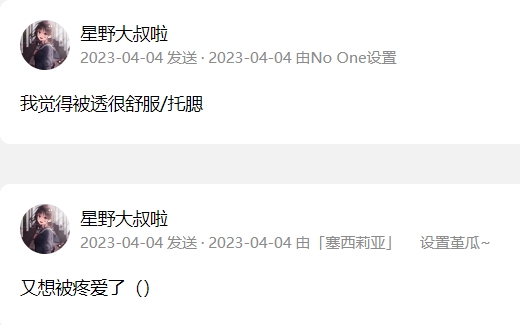 星野大叔啦
2023-04-04 发送 · 2023-04-04 由No One设置
我觉得被透很舒服/托腮
星野大叔啦
2023-04-04 发送 · 2023-04-04 由「塞西莉亚」 设置堇瓜~
又想被疼爱了（）